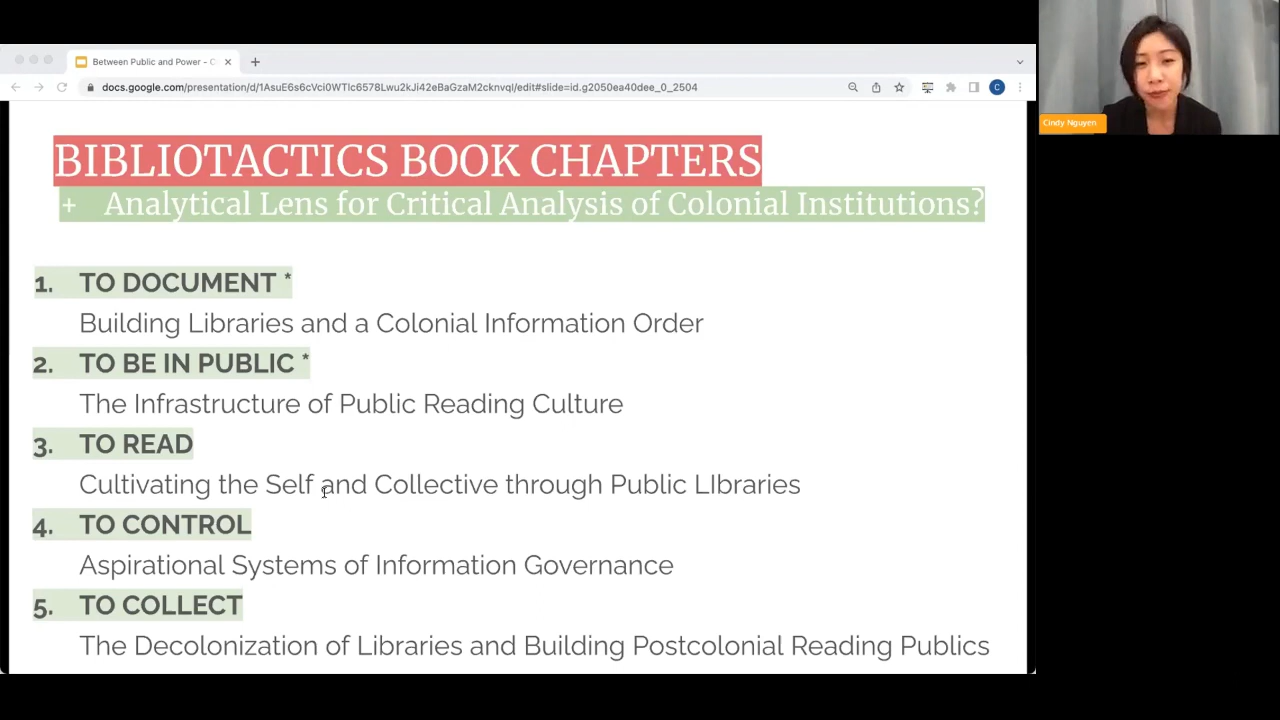 Between Public and Power - C
docs.google.com/presentation/d/1AsuE6s6cVci0WTlc6578Lwu2kJi42eBaGzaM2cknvqI/edit#slide=id.g2050ea40dee_0_2504
C
Cindy Nguyen
BIBLIOTACTICS BOOK CHAPTERS
+ Analytical Lens for Critical Analysis of Colonial Institutions?
1. TO DOCUMENT *
Building Libraries and a Colonial Information Order
2. TO BE IN PUBLIC *
The Infrastructure of Public Reading Culture
3. TO READ
Cultivating the Self and Collective through Public LIbraries
4. TO CONTROL
Aspirational Systems of Information Governance
5. TO COLLECT
The Decolonization of Libraries and Building Postcolonial Reading Publics